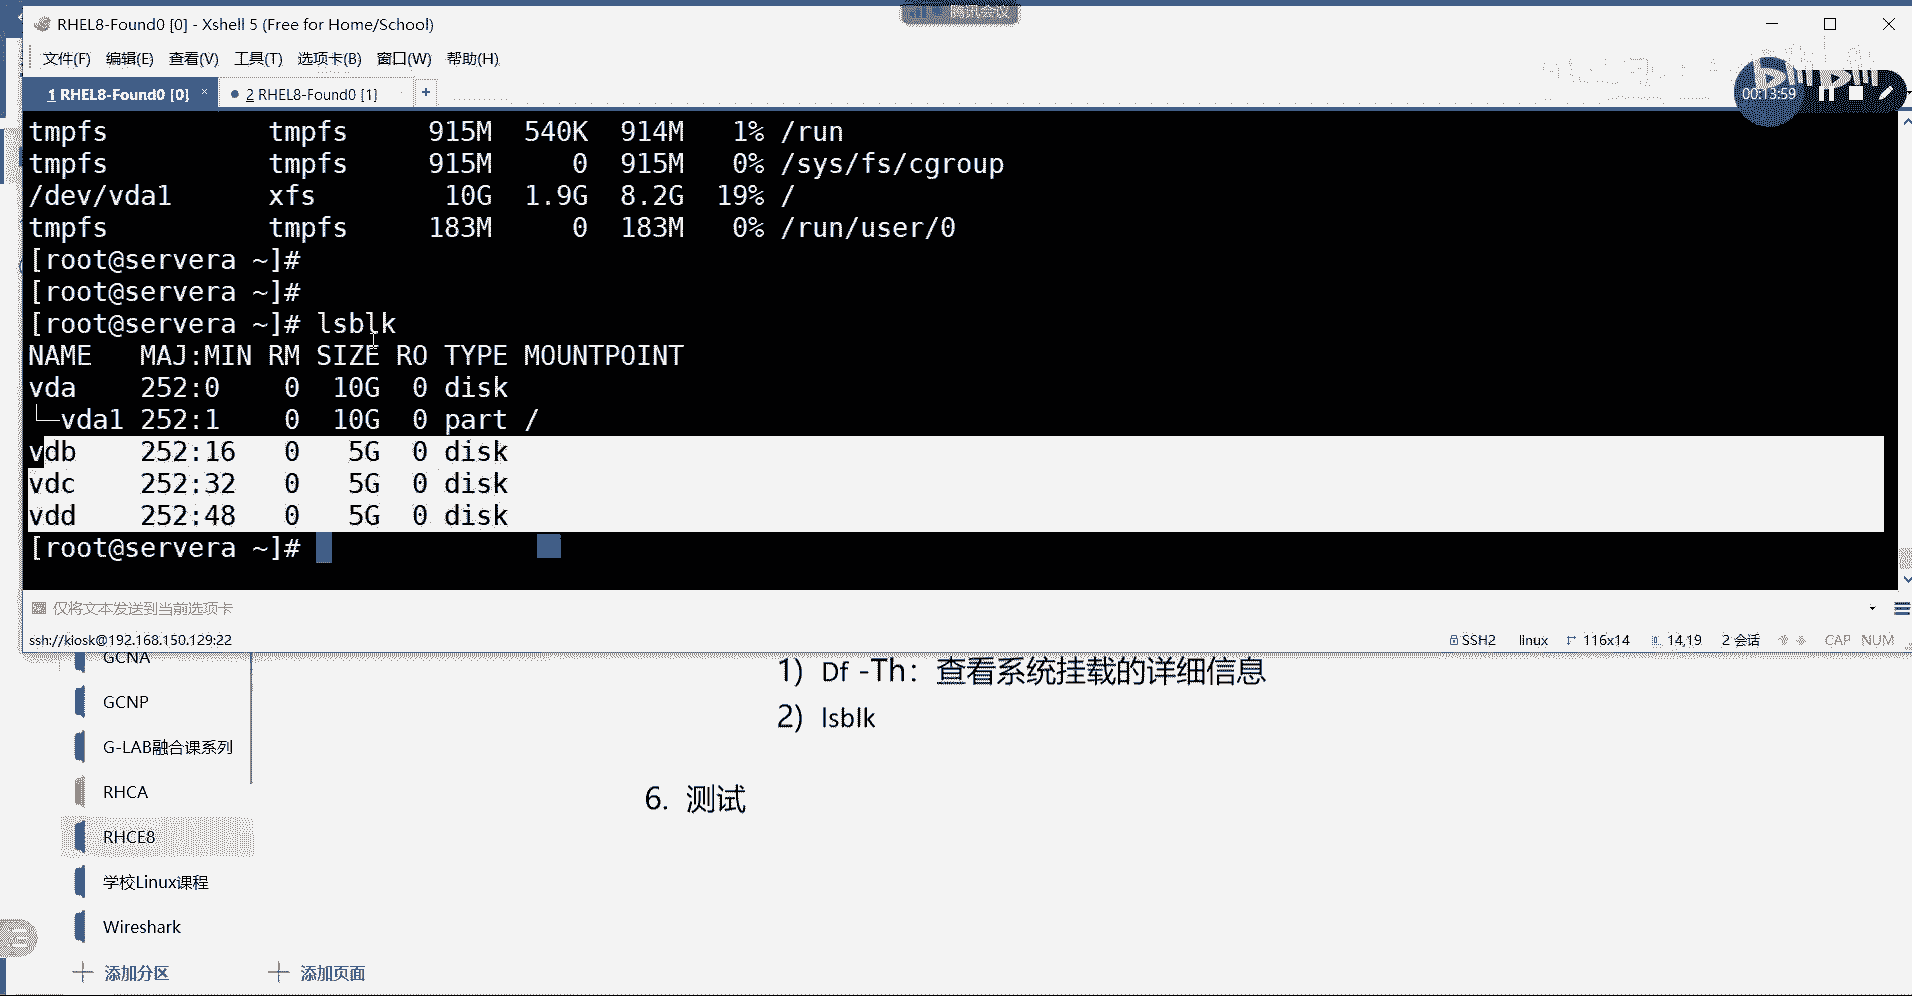 RHEL8-Found0 [0] - Xshell 5 (Free for Home/School)
腾讯会议
文件(F) 编辑(E) 查看(V) 工具(T) 选项卡(B) 窗口(W) 帮助(H)
1 RHEL8-Found0 [0] × 2 RHEL8-Found0 [1] +
00:13:59
tmpfs tmpfs 915M 540K 914M 1% /run
tmpfs tmpfs 915M 0 915M 0% /sys/fs/cgroup
/dev/vda1 xfs 10G 1.9G 8.2G 19% /
tmpfs tmpfs 183M 0 183M 0% /run/user/0
[root@servera ~]#
[root@servera ~]#
[root@servera ~]# lsblk
NAME MAJ:MIN RM SIZE RO TYPE MOUNTPOINT
vda 252:0 0 10G 0 disk
└─vda1 252:1 0 10G 0 part /
vdb 252:16 0 5G 0 disk
vdc 252:32 0 5G 0 disk
vdd 252:48 0 5G 0 disk
[root@servera ~]#
仅将文本发送到当前选项卡
ssh://kiosk@192.168.150.129:22 SSH2 linux 116x14 14,19 2 会话 CAP NUM
GCNA
GCNP
G-LAB融合课系列
RHCA
RHCE8
学校Linux课程
Wireshark
添加分区 添加页面
1) Df -Th：查看系统挂载的详细信息
2) lsblk
6. 测试